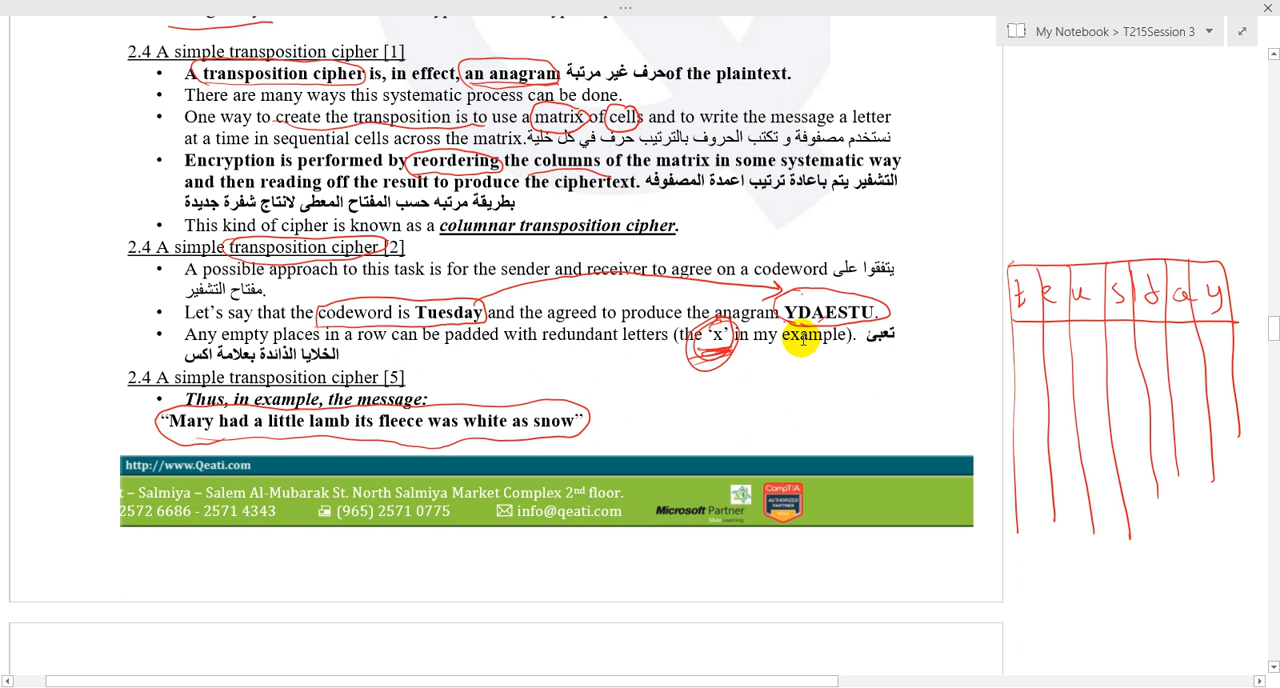 ...
My Notebook > T215Session 3
2.4 A simple transposition cipher [1]
• A transposition cipher is, in effect, an anagram حرف غير مرتبة of the plaintext.
• There are many ways this systematic process can be done.
• One way to create the transposition is to use a matrix of cells and to write the message a letter
at a time in sequential cells across the matrix. نستخدم مصفوفة و تكتب الحروف بالترتيب حرف في كل خلية
• Encryption is performed by reordering the columns of the matrix in some systematic way
and then reading off the result to produce the ciphertext. التشفير يتم باعادة ترتيب اعمدة المصفوفه
بطريقة مرتبه حسب المفتاح المعطى لانتاج شفرة جديدة
• This kind of cipher is known as a columnar transposition cipher.
2.4 A simple transposition cipher [2]
• A possible approach to this task is for the sender and receiver to agree on a codeword يتفقوا على
مفتاح التشفير.
• Let's say that the codeword is Tuesday and the agreed to produce the anagram YDAESTU.
• Any empty places in a row can be padded with redundant letters (the 'x' in my example). تعبئ
الخلايا الذائدة بعلامة اكس
2.4 A simple transposition cipher [5]
• Thus, in example, the message:
"Mary had a little lamb its fleece was white as snow"
http://www.Qeati.com
t – Salmiya – Salem Al-Mubarak St. North Salmiya Market Complex 2nd floor.
2572 6686 - 2571 4343 (965) 2571 0775 info@qeati.com
Microsoft Partner
CompTIA
AUTHORIZED
PARTNER
t e u s d a y